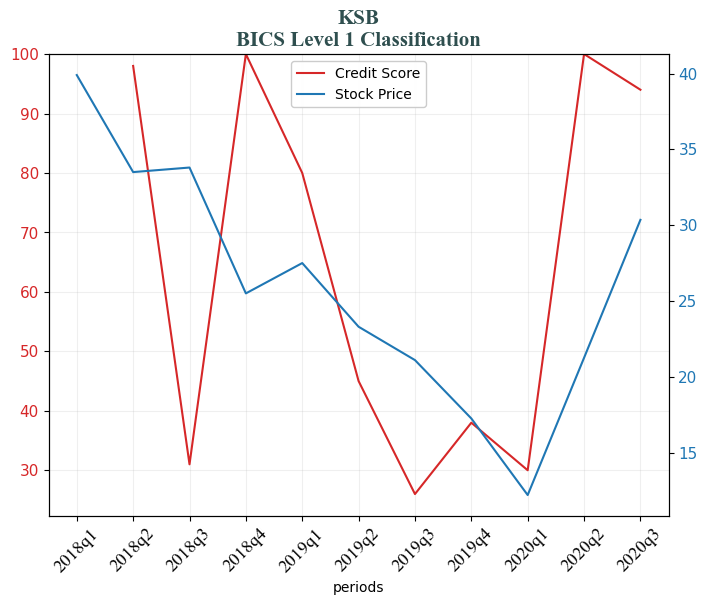 KSB
BICS Level 1 Classification
Credit Score
Stock Price
100
90
80
70
60
50
40
30
40
35
30
25
20
15
2018q1
2018q2
2018q3
2018q4
2019q1
2019q2
2019q3
2019q4
2020q1
2020q2
2020q3
periods